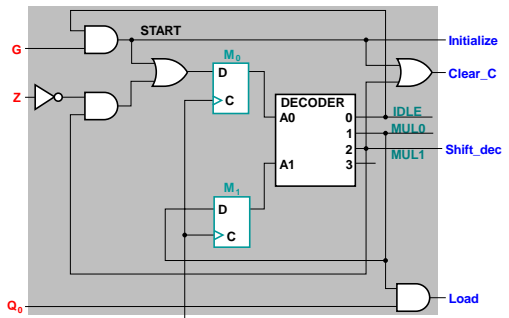 START
G
Initialize
M0
Clear_C
D
Z
DECODER
C
IDLE
A0
0
1
MUL0
2
Shift_dec
MUL1
A1
3
M1
D
C
Load
Q0